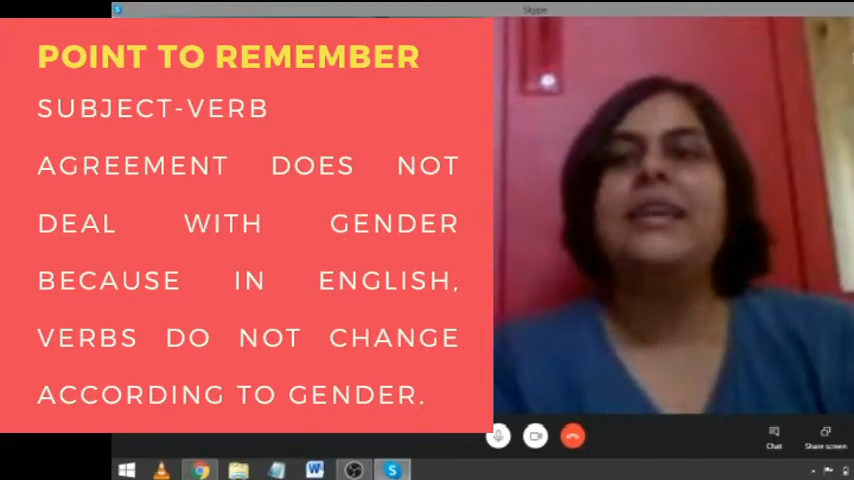 Skype
POINT TO REMEMBER
SUBJECT-VERB
AGREEMENT DOES NOT
DEAL WITH GENDER
BECAUSE IN ENGLISH,
VERBS DO NOT CHANGE
ACCORDING TO GENDER.
Chat
Share screen